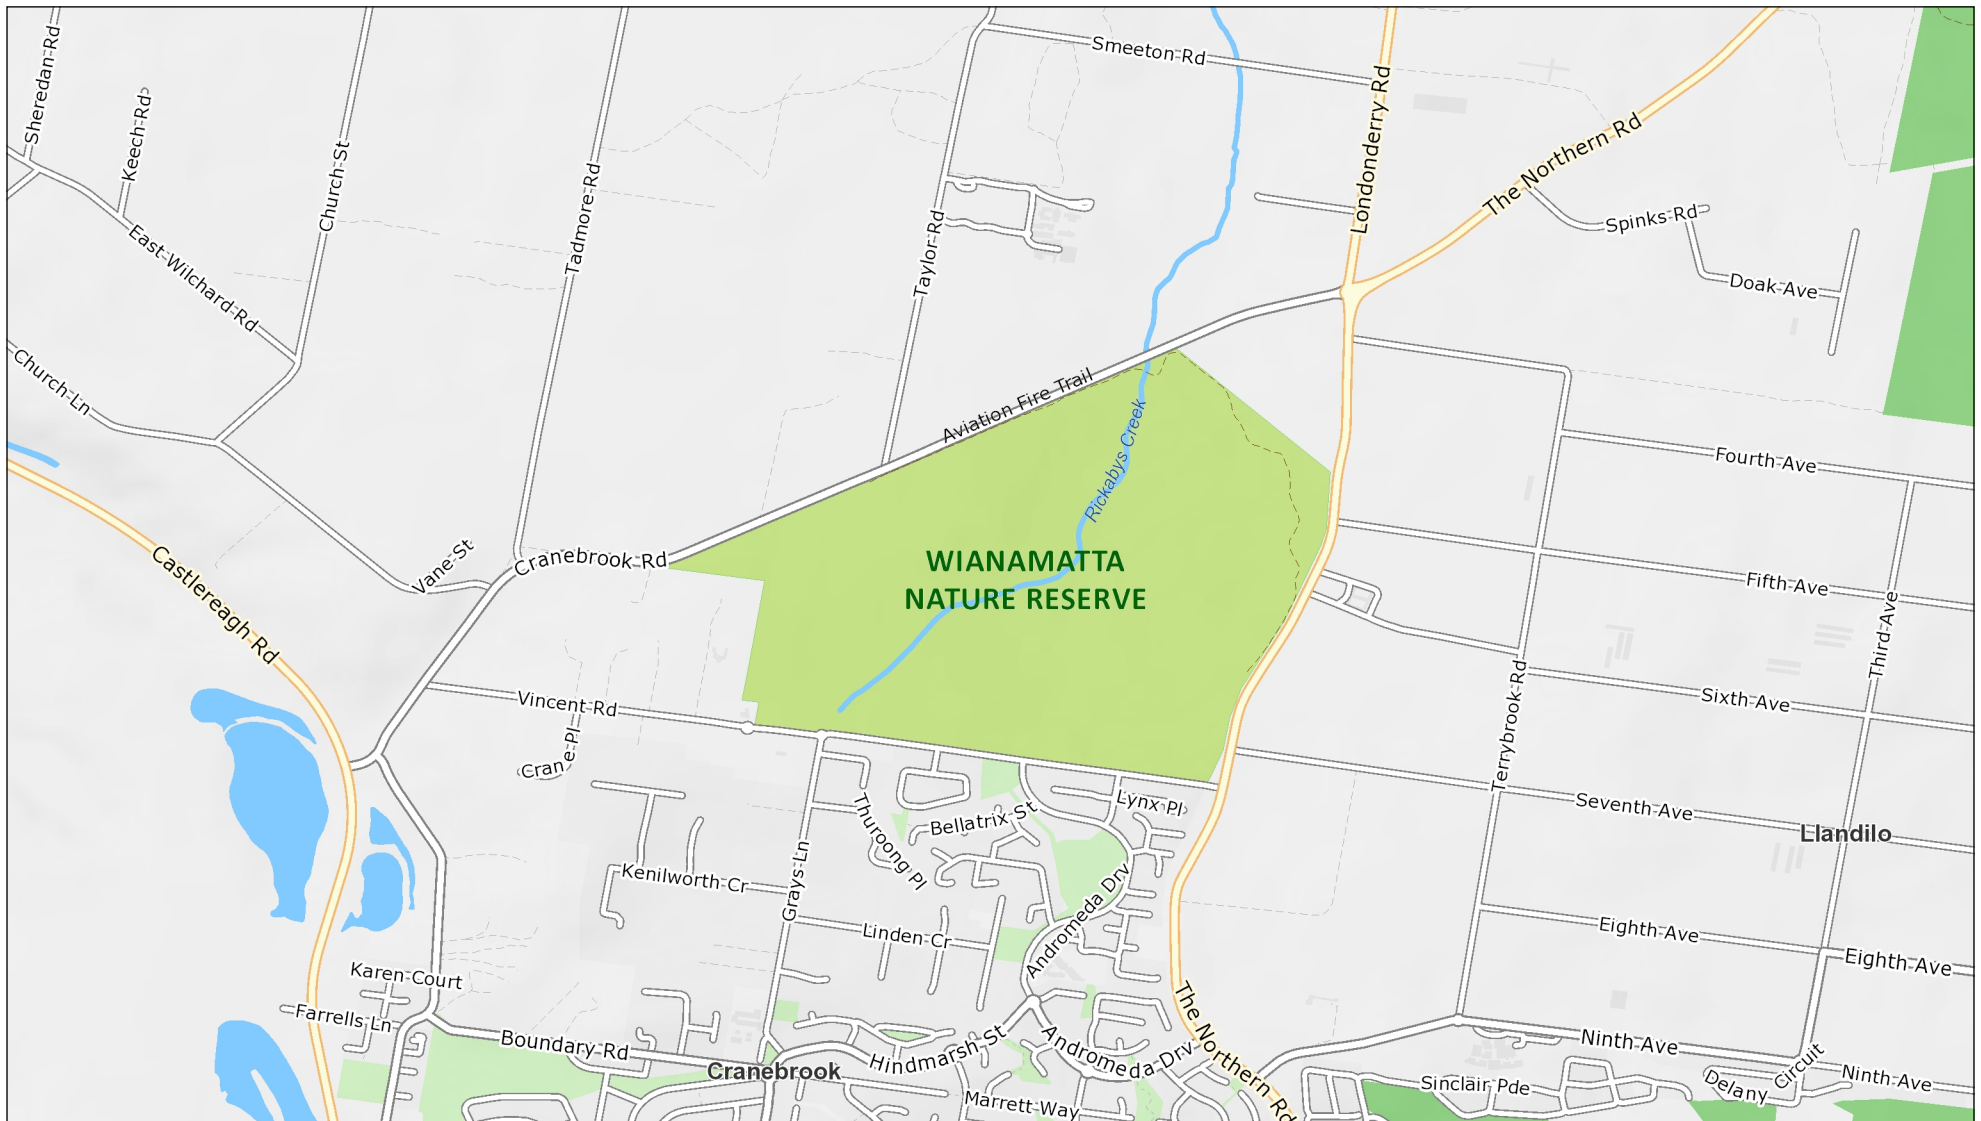 Sheredan Rd
Keech Rd
Church St
Tadmore Rd
Smeeton Rd
Londonderry Rd
The Northern Rd
Spinks Rd
Doak Ave
East Wilchard Rd
Taylor Rd
Church Ln
Aviation Fire Trail
Rickabys Creek
Fourth Ave
Vane St
Cranebrook Rd
Castlereagh Rd
WIANAMATTA
NATURE RESERVE
Fifth Ave
Third Ave
Sixth Ave
Terrybrook Rd
Vincent Rd
Crane Pl
Lynx Pl
Bellatrix St
Thuroong Pl
Seventh Ave
Llandilo
Kenilworth Cr
Grays Ln
Linden Cr
Andromeda Drv
Eighth Ave
Eighth Ave
Karen Court
Farrells Ln
Boundary Rd
Cranebrook
Hindmarsh St
Andromeda Drv
The Northern Rd
Marrett Way
Ninth Ave
Ninth Ave
Sinclair Pde
Delany Circuit